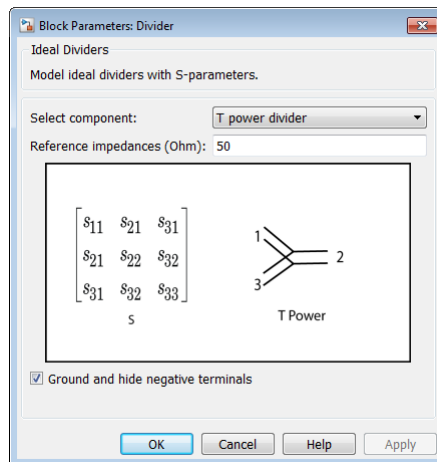 Block Parameters: Divider
Ideal Dividers
Model ideal dividers with S-parameters.
Select component: T power divider
Reference impedances (Ohm): 50
s11 s21 s31
s21 s22 s32
s31 s32 s33
S
1
2
3
T Power
Ground and hide negative terminals
OK Cancel Help Apply